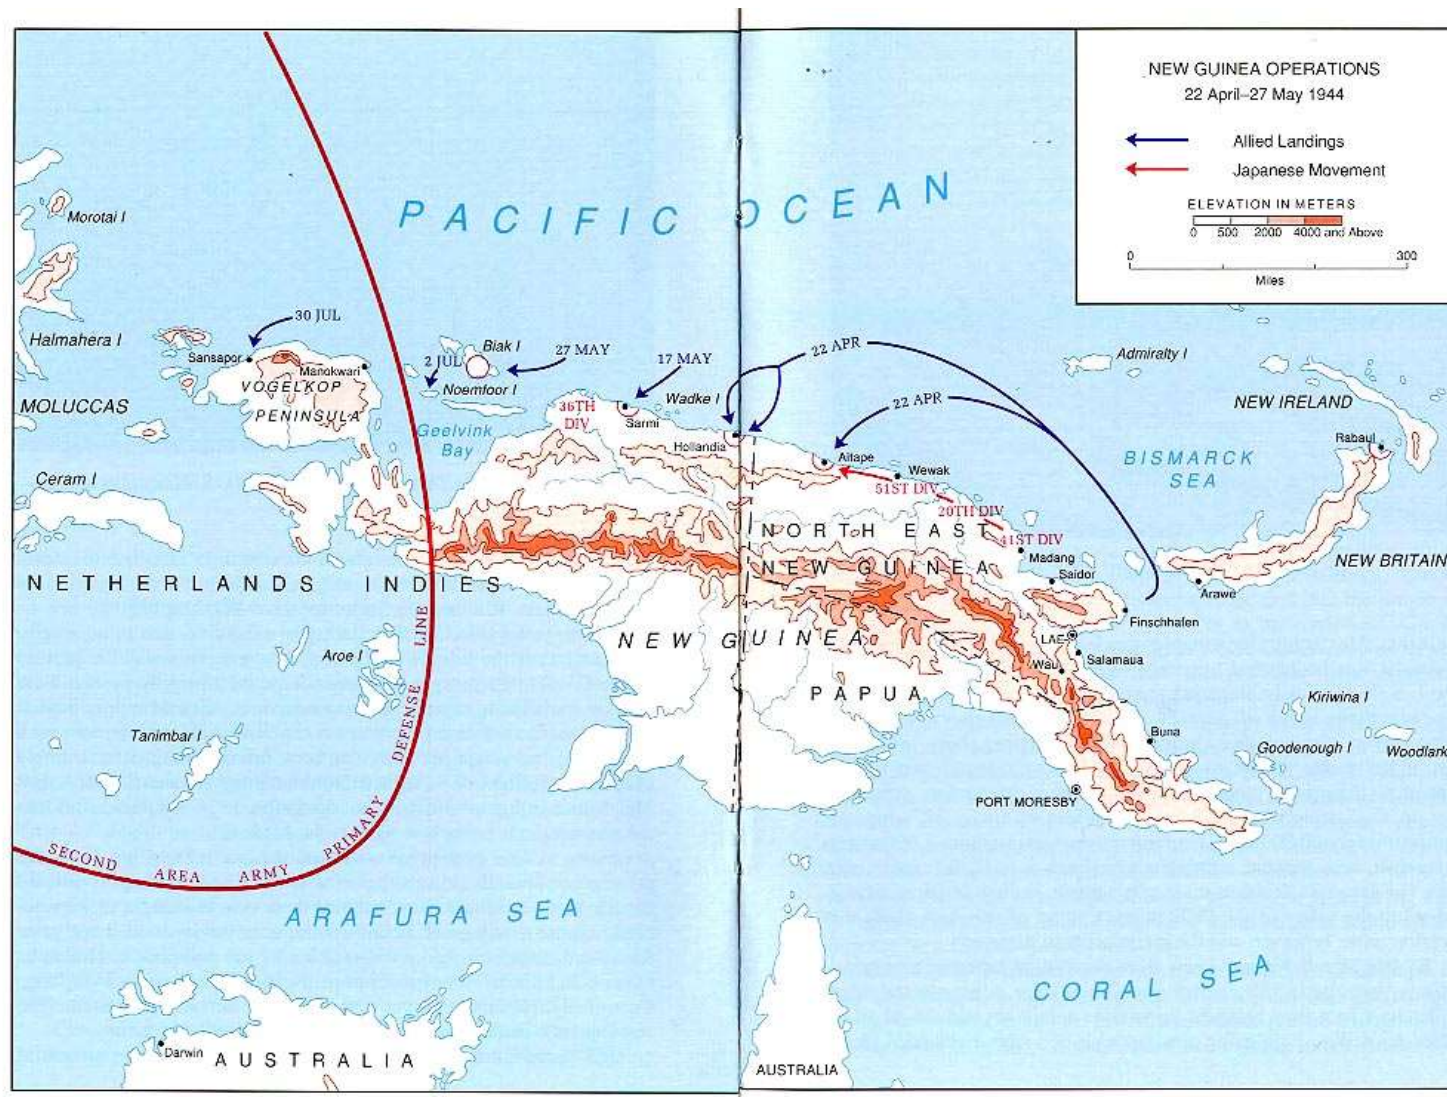 NEW GUINEA OPERATIONS
22 April–27 May 1944
Allied Landings
Japanese Movement
ELEVATION IN METERS
0 500 2000 4000 and Above
0 300
Miles
PACIFIC OCEAN
Morotai I
Halmahera I
MOLUCCAS
Ceram I
30 JUL
Sansapor
Manokwari
VOGELKOP
PENINSULA
2 JUL
Biak I
27 MAY
Noemfoor I
Geelvink
Bay
17 MAY
Wadke I
36TH
DIV
Sarmi
Hollandia
22 APR
22 APR
Aitape
Wewak
51ST DIV
20TH DIV
41ST DIV
Admiralty I
NEW IRELAND
Rabaul
BISMARCK
SEA
NEW BRITAIN
Arawe
NORTH EAST
NEW GUINEA
Madang
Saidor
Finschhafen
LAE
Salamaua
Wau
NETHERLANDS INDIES
NEW GUINEA
PAPUA
Aroe I
Tanimbar I
Kiriwina I
Goodenough I
Woodlark
Buna
PORT MORESBY
SECOND AREA ARMY PRIMARY DEFENSE LINE
ARAFURA SEA
CORAL SEA
Darwin
AUSTRALIA
AUSTRALIA